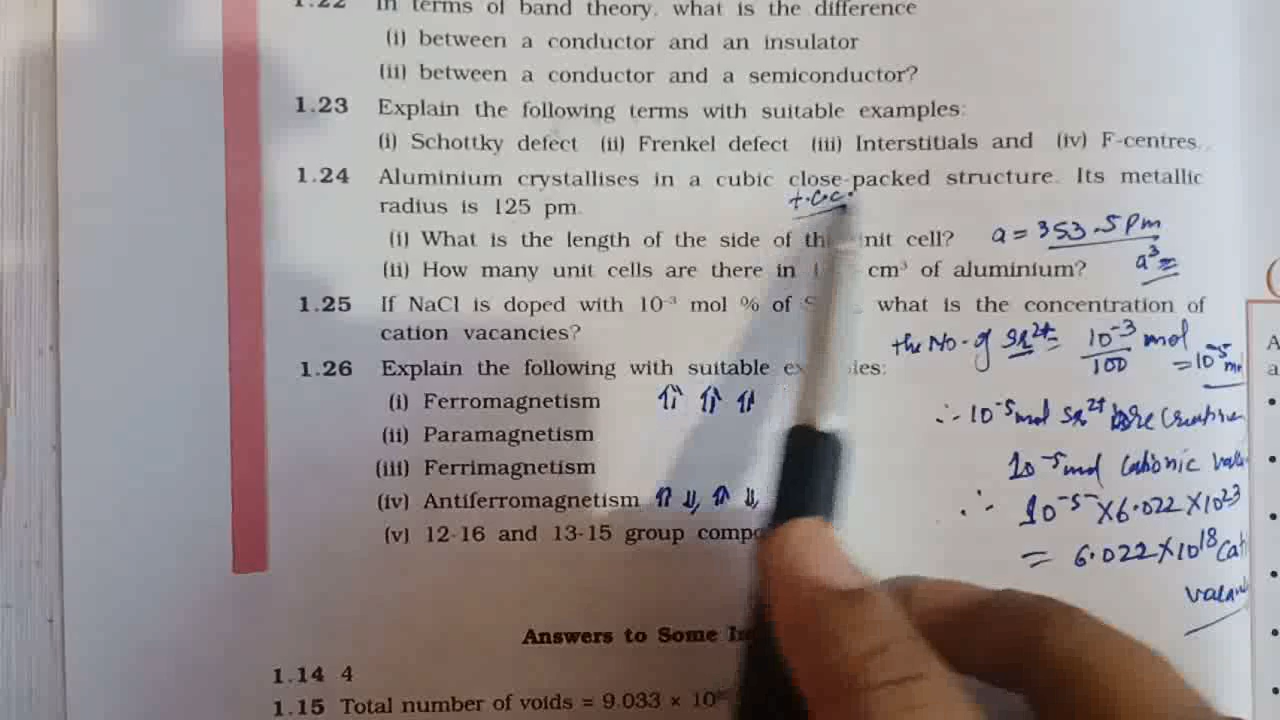 1.22 In terms of band theory, what is the difference
(i) between a conductor and an insulator
(ii) between a conductor and a semiconductor?
1.23 Explain the following terms with suitable examples:
(i) Schottky defect (ii) Frenkel defect (iii) Interstitials and (iv) F-centres.
1.24 Aluminium crystallises in a cubic close-packed structure. Its metallic
f.c.c.
radius is 125 pm.
(i) What is the length of the side of the unit cell? a = 353.5 pm
(ii) How many unit cells are there in cm³ of aluminium? a³ =
1.25 If NaCl is doped with 10⁻³ mol % of what is the concentration of
cation vacancies?
the No. of Sr²⁺ = 10⁻³/100 mol = 10⁻⁵
1.26 Explain the following with suitable
(i) Ferromagnetism
∴ 10⁻⁵ mol Sr²⁺
(ii) Paramagnetism
(iii) Ferrimagnetism
10⁻⁵ mol Cationic
(iv) Antiferromagnetism
∴ 10⁻⁵ × 6.022 × 10²³
(v) 12-16 and 13-15 group
= 6.022 × 10¹⁸
Answers to Some
1.14 4
1.15 Total number of voids = 9.033 × 10